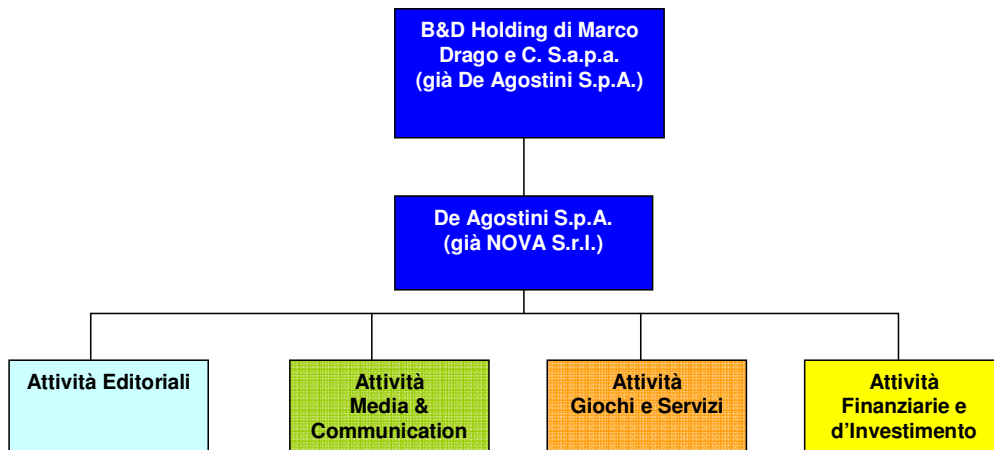 B&D Holding di Marco
Drago e C. S.a.p.a.
(già De Agostini S.p.A.)
De Agostini S.p.A.
(già NOVA S.r.l.)
Attività Editoriali
Attività
Media &
Communication
Attività
Giochi e Servizi
Attività
Finanziarie e
d'Investimento